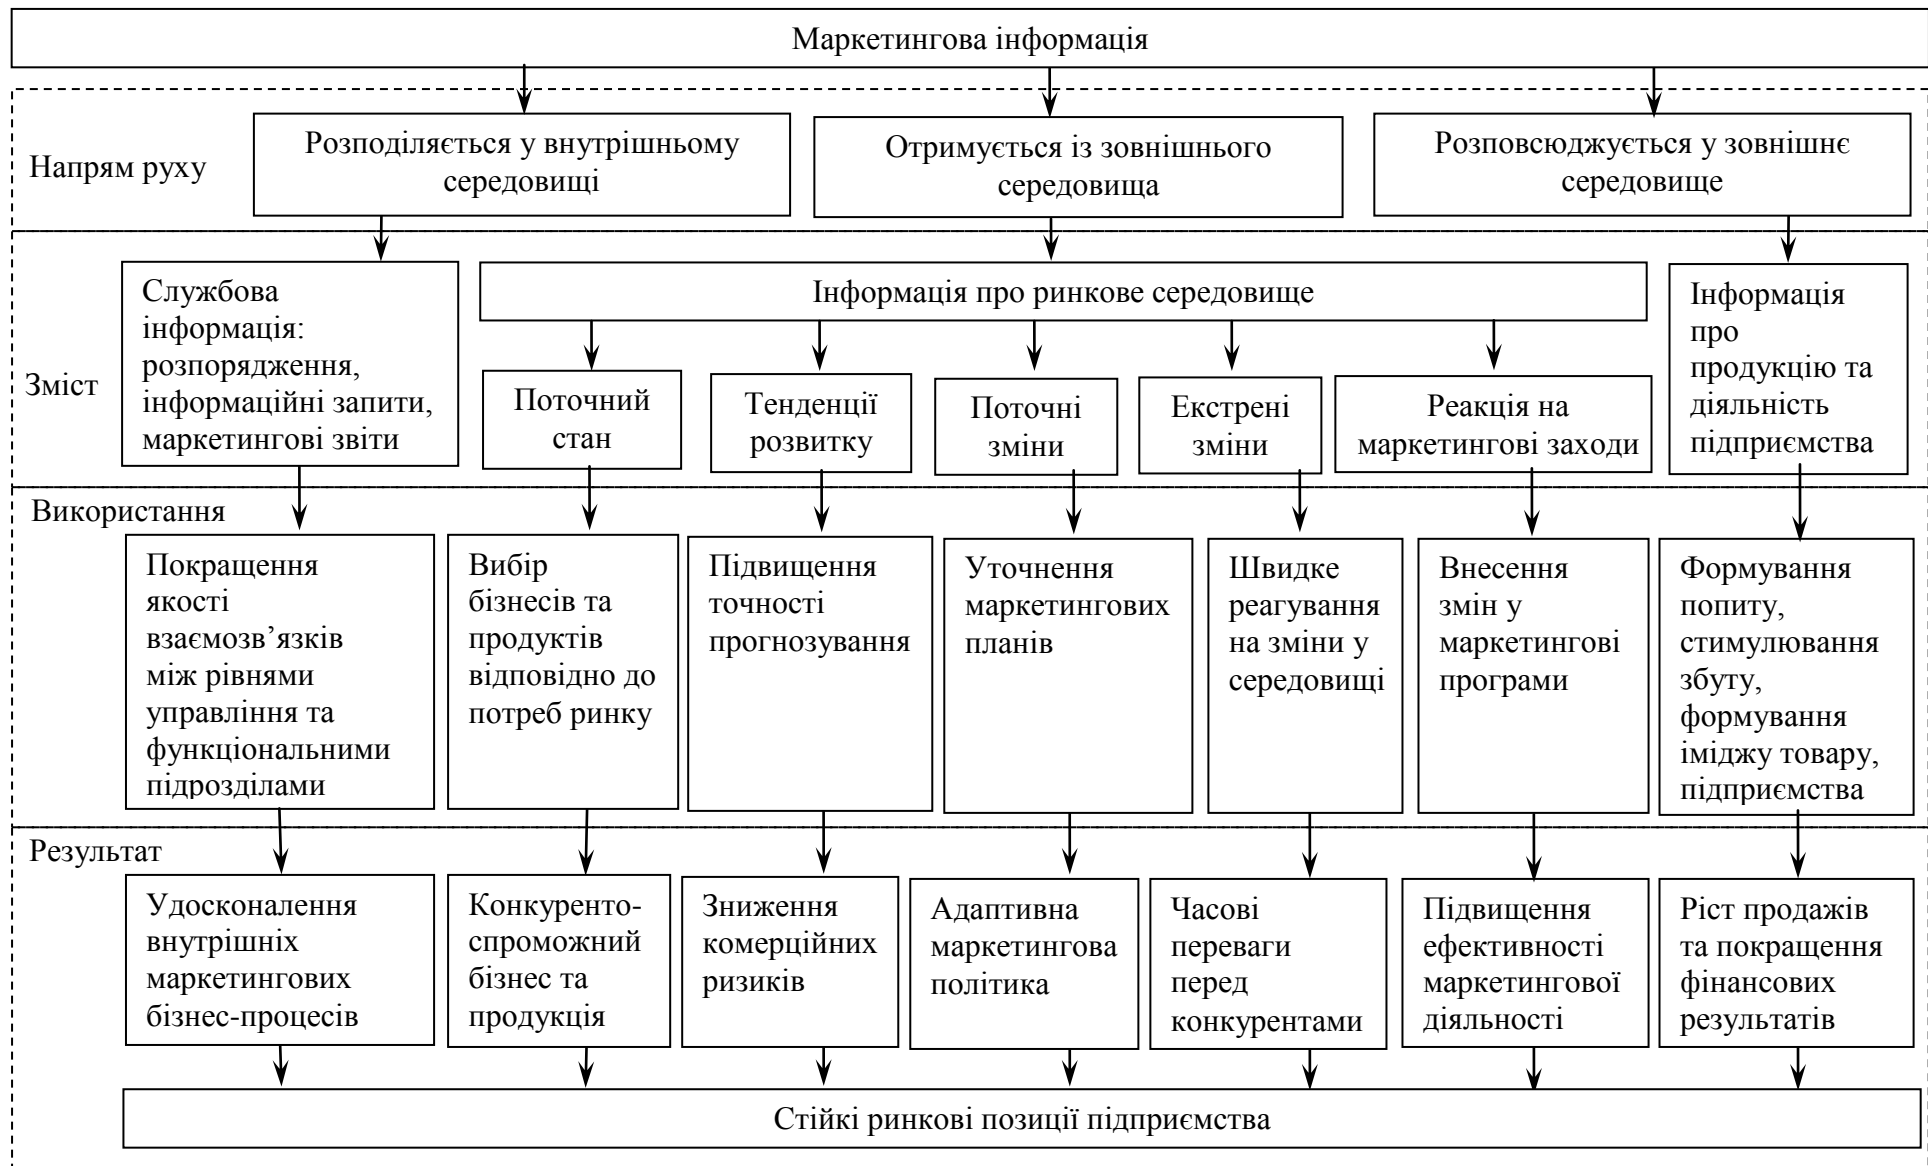 Маркетингова інформація
Напрям руху
Розподіляється у внутрішньому
середовищі
Отримується із зовнішнього
середовища
Розповсюджується у зовнішнє
середовище
Зміст
Службова
інформація:
розпорядження,
інформаційні запити,
маркетингові звіти
Інформація про ринкове середовище
Поточний
стан
Тенденції
розвитку
Поточні
зміни
Екстрені
зміни
Реакція на
маркетингові заходи
Інформація
про
продукцію та
діяльність
підприємства
Використання
Покращення
якості
взаємозв’язків
між рівнями
управління та
функціональними
підрозділами
Вибір
бізнесів та
продуктів
відповідно до
потреб ринку
Підвищення
точності
прогнозування
Уточнення
маркетингових
планів
Швидке
реагування
на зміни у
середовищі
Внесення
змін у
маркетингові
програми
Формування
попиту,
стимулювання
збуту,
формування
іміджу товару,
підприємства
Результат
Удосконалення
внутрішніх
маркетингових
бізнес-процесів
Конкуренто-
спроможний
бізнес та
продукція
Зниження
комерційних
ризиків
Адаптивна
маркетингова
політика
Часові
переваги
перед
конкурентами
Підвищення
ефективності
маркетингової
діяльності
Ріст продажів
та покращення
фінансових
результатів
Стійкі ринкові позиції підприємства